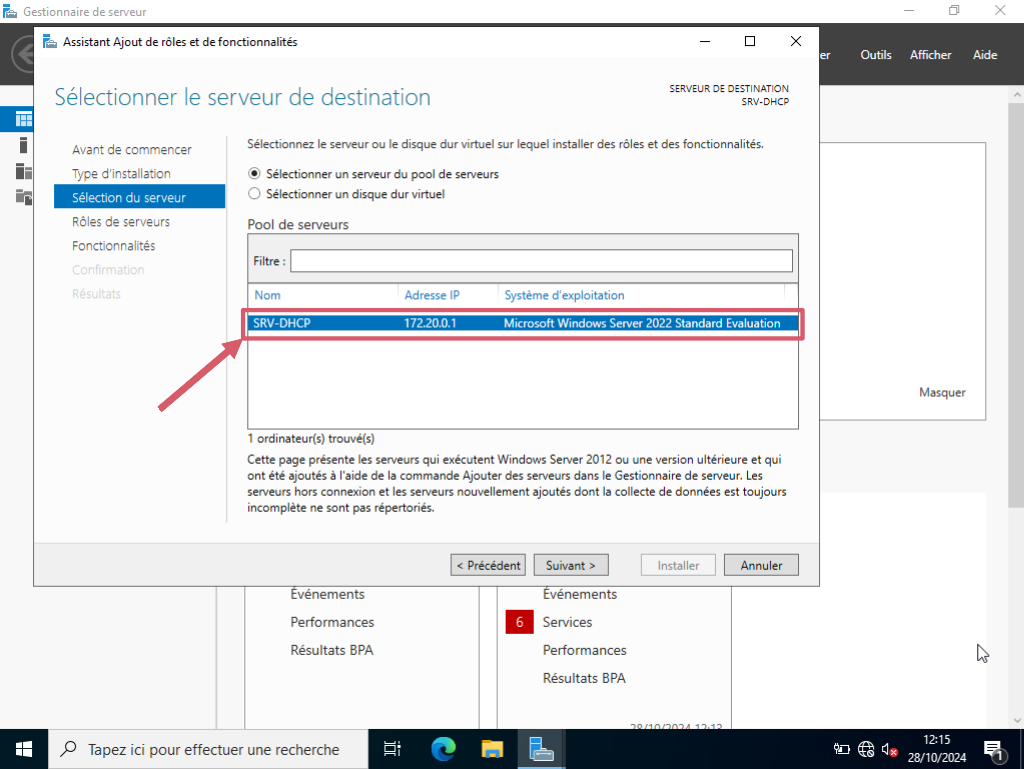 Gestionnaire de serveur
Assistant Ajout de rôles et de fonctionnalités
er
Outils
Afficher
Aide
Sélectionner le serveur de destination
SERVEUR DE DESTINATION
SRV-DHCP
Avant de commencer
Type d'installation
Sélection du serveur
Rôles de serveurs
Fonctionnalités
Confirmation
Résultats
Sélectionnez le serveur ou le disque dur virtuel sur lequel installer des rôles et des fonctionnalités.
Sélectionner un serveur du pool de serveurs
Sélectionner un disque dur virtuel
Pool de serveurs
Filtre :
Nom Adresse IP Système d'exploitation
SRV-DHCP 172.20.0.1 Microsoft Windows Server 2022 Standard Evaluation
Masquer
1 ordinateur(s) trouvé(s)
Cette page présente les serveurs qui exécutent Windows Server 2012 ou une version ultérieure et qui
ont été ajoutés à l'aide de la commande Ajouter des serveurs dans le Gestionnaire de serveur. Les
serveurs hors connexion et les serveurs nouvellement ajoutés dont la collecte de données est toujours
incomplète ne sont pas répertoriés.
< Précédent Suivant > Installer Annuler
Événements
Performances
Résultats BPA
Événements
6 Services
Performances
Résultats BPA
28/10/2024 12:13
Tapez ici pour effectuer une recherche
12:15
28/10/2024
1